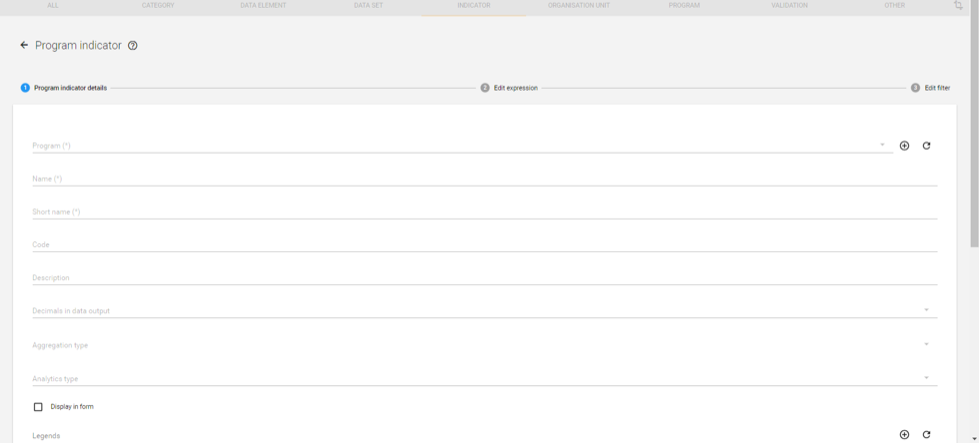 ALL CATEGORY DATA ELEMENT DATA SET INDICATOR ORGANISATION UNIT PROGRAM VALIDATION OTHER
Program indicator
1 Program indicator details 2 Edit expression 3 Edit filter
Program (*)
Name (*)
Short name (*)
Code
Description
Decimals in data output
Aggregation type
Analytics type
Display in form
Legends